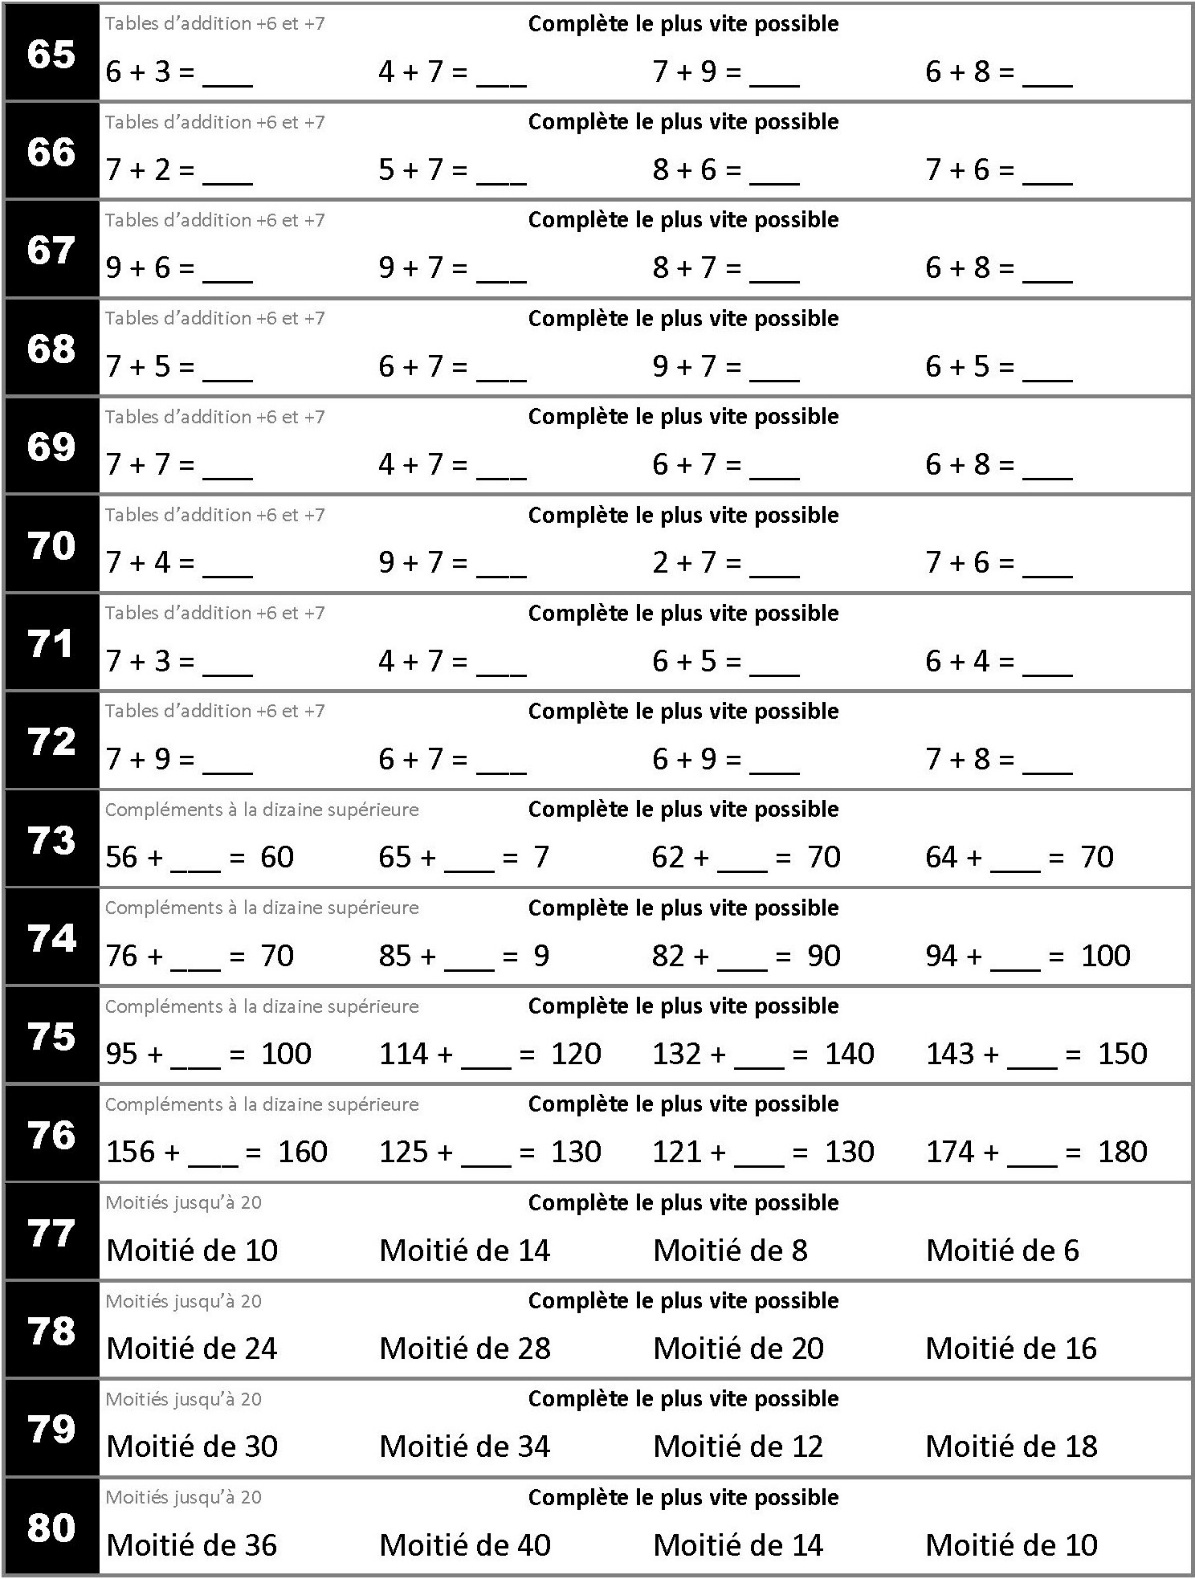 65
Tables d'addition +6 et +7 Complète le plus vite possible
6 + 3 = ___ 4 + 7 = ___ 7 + 9 = ___ 6 + 8 = ___
66
Tables d'addition +6 et +7 Complète le plus vite possible
7 + 2 = ___ 5 + 7 = ___ 8 + 6 = ___ 7 + 6 = ___
67
Tables d'addition +6 et +7 Complète le plus vite possible
9 + 6 = ___ 9 + 7 = ___ 8 + 7 = ___ 6 + 8 = ___
68
Tables d'addition +6 et +7 Complète le plus vite possible
7 + 5 = ___ 6 + 7 = ___ 9 + 7 = ___ 6 + 5 = ___
69
Tables d'addition +6 et +7 Complète le plus vite possible
7 + 7 = ___ 4 + 7 = ___ 6 + 7 = ___ 6 + 8 = ___
70
Tables d'addition +6 et +7 Complète le plus vite possible
7 + 4 = ___ 9 + 7 = ___ 2 + 7 = ___ 7 + 6 = ___
71
Tables d'addition +6 et +7 Complète le plus vite possible
7 + 3 = ___ 4 + 7 = ___ 6 + 5 = ___ 6 + 4 = ___
72
Tables d'addition +6 et +7 Complète le plus vite possible
7 + 9 = ___ 6 + 7 = ___ 6 + 9 = ___ 7 + 8 = ___
73
Compléments à la dizaine supérieure Complète le plus vite possible
56 + ___ = 60 65 + ___ = 7 62 + ___ = 70 64 + ___ = 70
74
Compléments à la dizaine supérieure Complète le plus vite possible
76 + ___ = 70 85 + ___ = 9 82 + ___ = 90 94 + ___ = 100
75
Compléments à la dizaine supérieure Complète le plus vite possible
95 + ___ = 100 114 + ___ = 120 132 + ___ = 140 143 + ___ = 150
76
Compléments à la dizaine supérieure Complète le plus vite possible
156 + ___ = 160 125 + ___ = 130 121 + ___ = 130 174 + ___ = 180
77
Moitiés jusqu'à 20 Complète le plus vite possible
Moitié de 10 Moitié de 14 Moitié de 8 Moitié de 6
78
Moitiés jusqu'à 20 Complète le plus vite possible
Moitié de 24 Moitié de 28 Moitié de 20 Moitié de 16
79
Moitiés jusqu'à 20 Complète le plus vite possible
Moitié de 30 Moitié de 34 Moitié de 12 Moitié de 18
80
Moitiés jusqu'à 20 Complète le plus vite possible
Moitié de 36 Moitié de 40 Moitié de 14 Moitié de 10